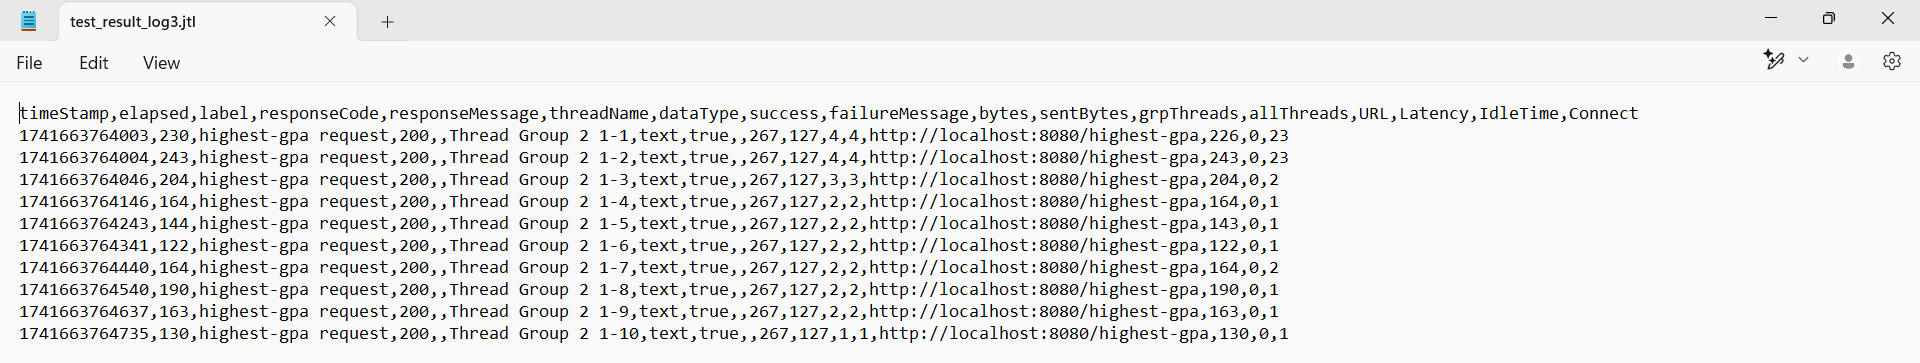 test_result_log3.jtl
File Edit View
timeStamp,elapsed,label,responseCode,responseMessage,threadName,dataType,success,failureMessage,bytes,sentBytes,grpThreads,allThreads,URL,Latency,IdleTime,Connect
1741663764003,230,highest-gpa request,200,,Thread Group 2 1-1,text,true,,267,127,4,4,http://localhost:8080/highest-gpa,226,0,23
1741663764004,243,highest-gpa request,200,,Thread Group 2 1-2,text,true,,267,127,4,4,http://localhost:8080/highest-gpa,243,0,23
1741663764046,204,highest-gpa request,200,,Thread Group 2 1-3,text,true,,267,127,3,3,http://localhost:8080/highest-gpa,204,0,2
1741663764146,164,highest-gpa request,200,,Thread Group 2 1-4,text,true,,267,127,2,2,http://localhost:8080/highest-gpa,164,0,1
1741663764243,144,highest-gpa request,200,,Thread Group 2 1-5,text,true,,267,127,2,2,http://localhost:8080/highest-gpa,143,0,1
1741663764341,122,highest-gpa request,200,,Thread Group 2 1-6,text,true,,267,127,2,2,http://localhost:8080/highest-gpa,122,0,1
1741663764440,164,highest-gpa request,200,,Thread Group 2 1-7,text,true,,267,127,2,2,http://localhost:8080/highest-gpa,164,0,2
1741663764540,190,highest-gpa request,200,,Thread Group 2 1-8,text,true,,267,127,2,2,http://localhost:8080/highest-gpa,190,0,1
1741663764637,163,highest-gpa request,200,,Thread Group 2 1-9,text,true,,267,127,2,2,http://localhost:8080/highest-gpa,163,0,1
1741663764735,130,highest-gpa request,200,,Thread Group 2 1-10,text,true,,267,127,1,1,http://localhost:8080/highest-gpa,130,0,1